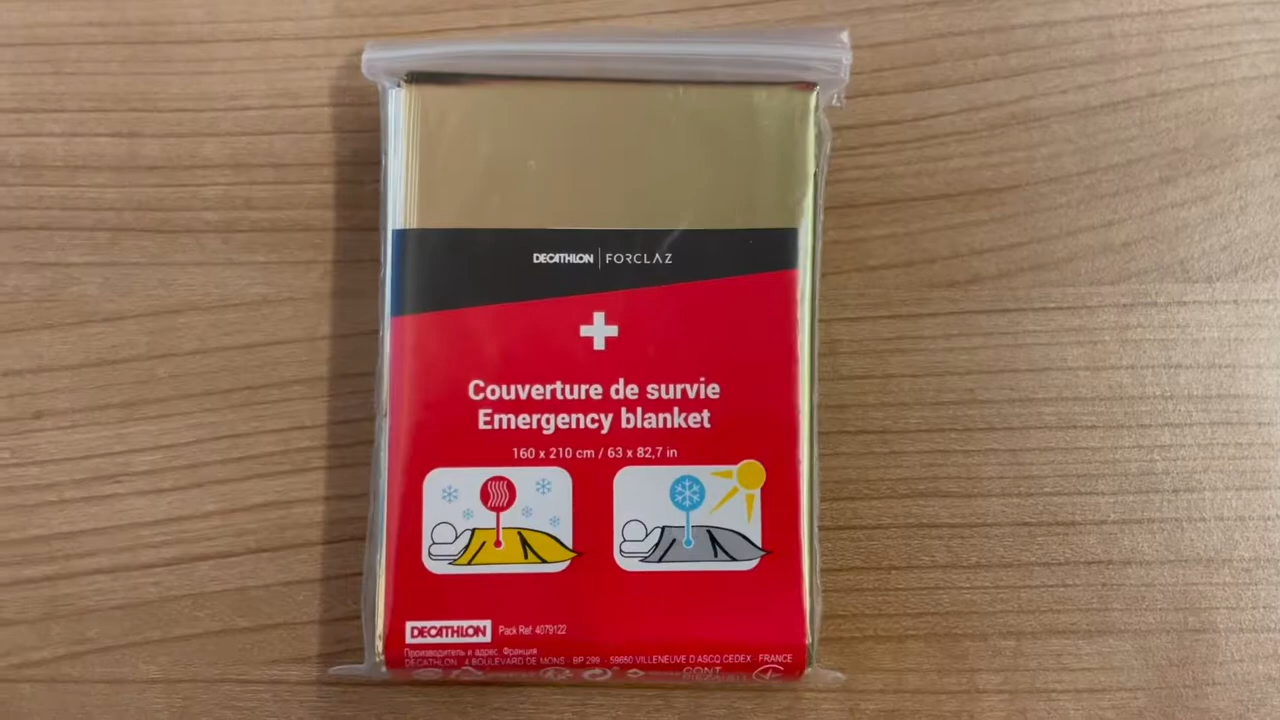 DECATHLON | FORCLAZ
Couverture de survie
Emergency blanket
160 x 210 cm / 63 x 82,7 in
DECATHLON Pack Ref: 4079122
Производитель и адрес, Франция
DECATHLON 4 BOULEVARD DE MONS - BP 299 - 59650 VILLENEUVE D'ASCQ CEDEX - FRANCE